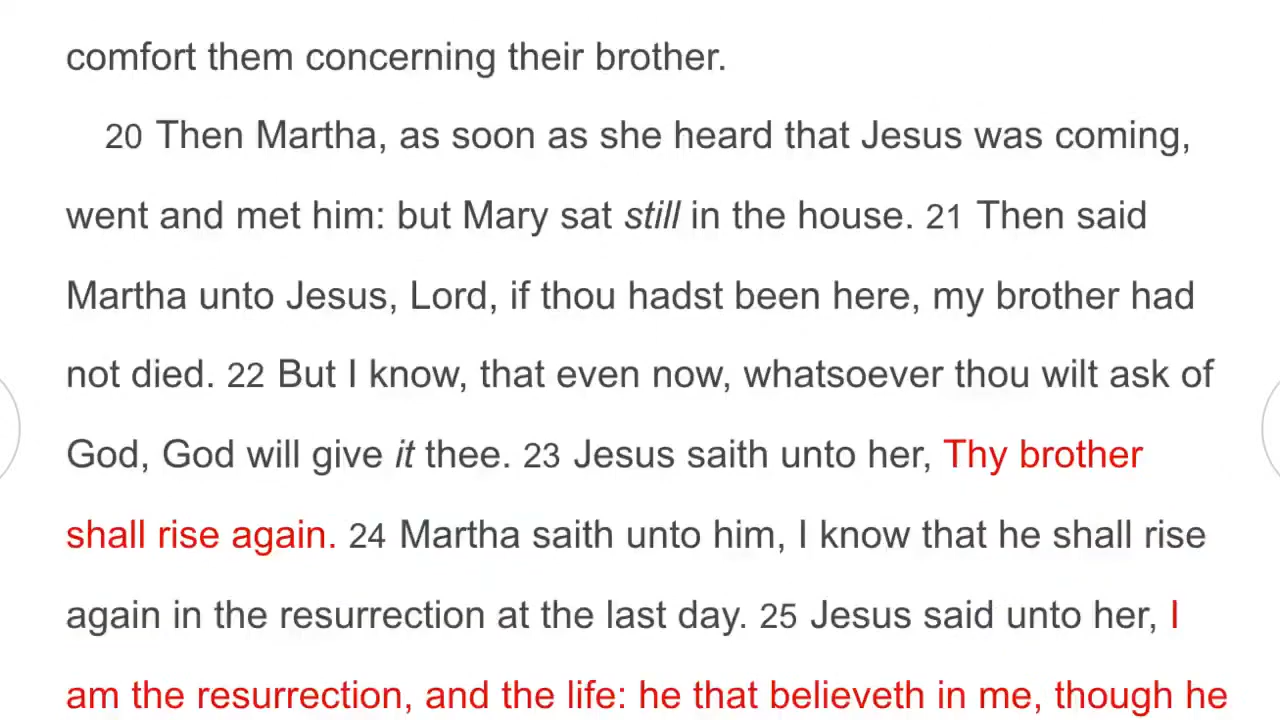 comfort them concerning their brother.
20 Then Martha, as soon as she heard that Jesus was coming,
went and met him: but Mary sat still in the house. 21 Then said
Martha unto Jesus, Lord, if thou hadst been here, my brother had
not died. 22 But I know, that even now, whatsoever thou wilt ask of
God, God will give it thee. 23 Jesus saith unto her, Thy brother
shall rise again. 24 Martha saith unto him, I know that he shall rise
again in the resurrection at the last day. 25 Jesus said unto her, I
am the resurrection, and the life: he that believeth in me, though he